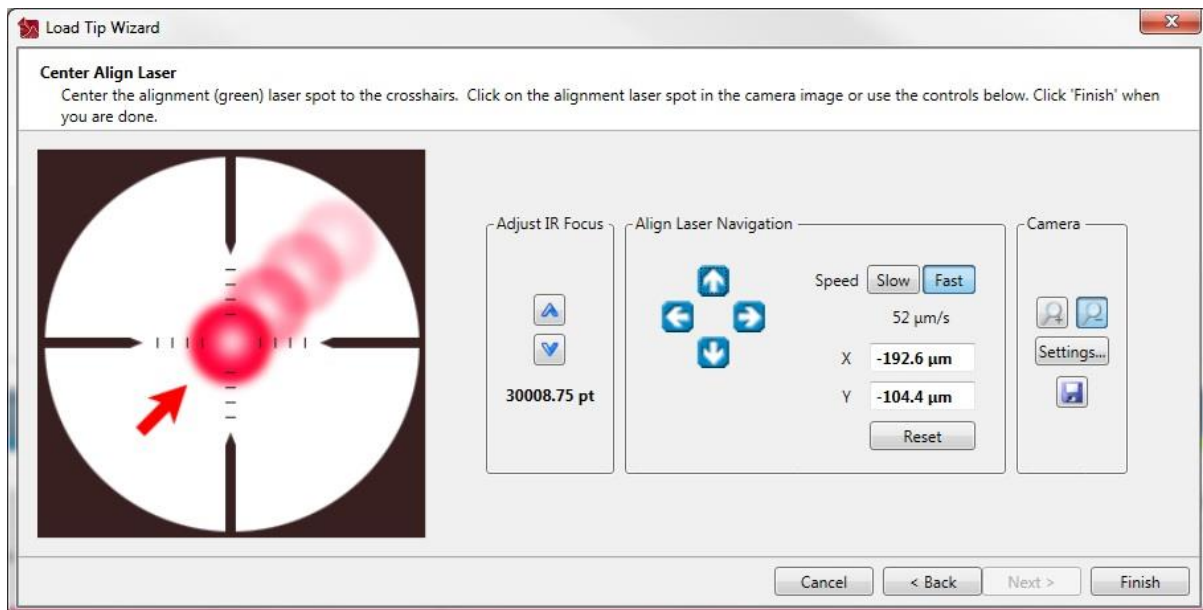 Load Tip Wizard
Center Align Laser
Center the alignment (green) laser spot to the crosshairs. Click on the alignment laser spot in the camera image or use the controls below. Click 'Finish' when
you are done.
Adjust IR Focus
30008.75 pt
Align Laser Navigation
Speed Slow Fast
52 µm/s
X -192.6 µm
Y -104.4 µm
Reset
Camera
Settings...
Cancel < Back Next > Finish